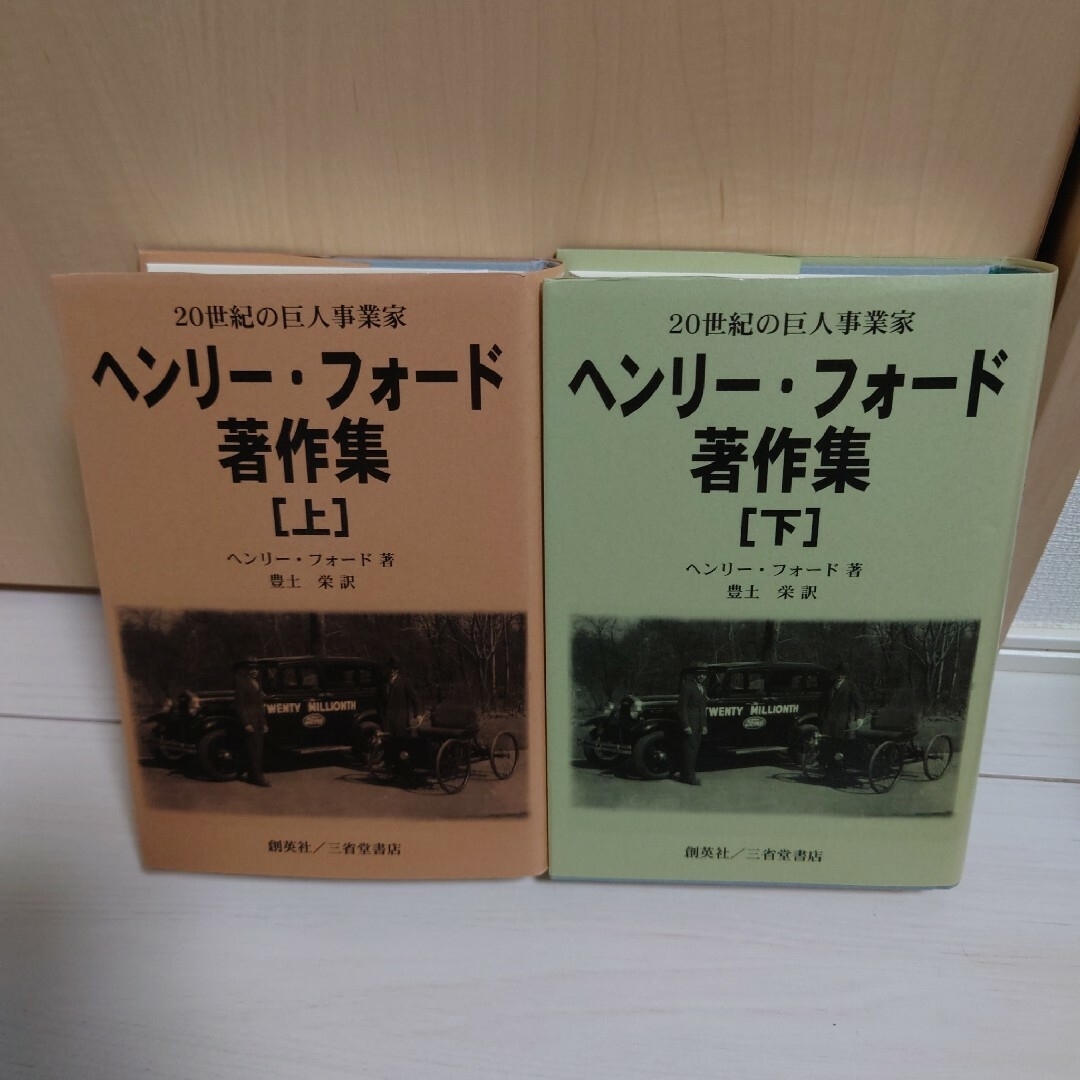 20世紀の巨人事業家
ヘンリー・フォード
著作集
[上]
ヘンリー・フォード 著
豊土 栄 訳
TWENTY MILLIONTH
Ford
創英社/三省堂書店
20世紀の巨人事業家
ヘンリー・フォード
著作集
[下]
ヘンリー・フォード 著
豊土 栄 訳
TWENTY MILLIONTH
Ford
創英社/三省堂書店